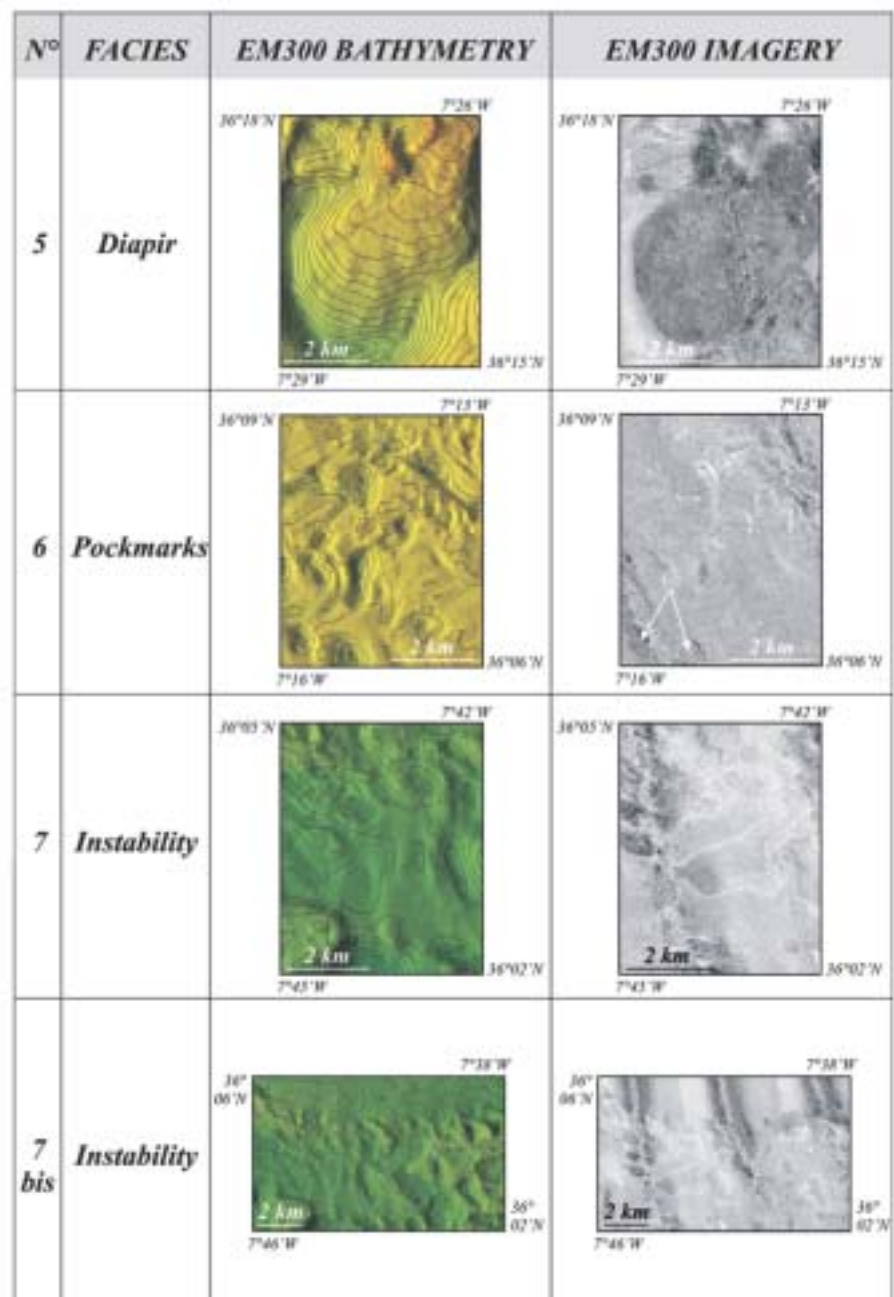 N° FACIES EM300 BATHYMETRY EM300 IMAGERY
7°26´W 7°26´W
36°18´N 36°18´N
5 Diapir
2 km 2 km
36°15´N 36°15´N
7°29´W 7°29´W
7°13´W 7°13´W
36°09´N 36°09´N
6 Pockmarks
2 km 2 km
36°06´N 36°06´N
7°16´W 7°16´W
7°42´W 7°42´W
36°05´N 36°05´N
7 Instability
2 km 2 km
36°02´N 36°02´N
7°45´W 7°45´W
7°38´W 7°38´W
36° 36°
06´N 06´N
7 Instability
bis
2 km 2 km
36° 36°
02´N 02´N
7°46´W 7°46´W